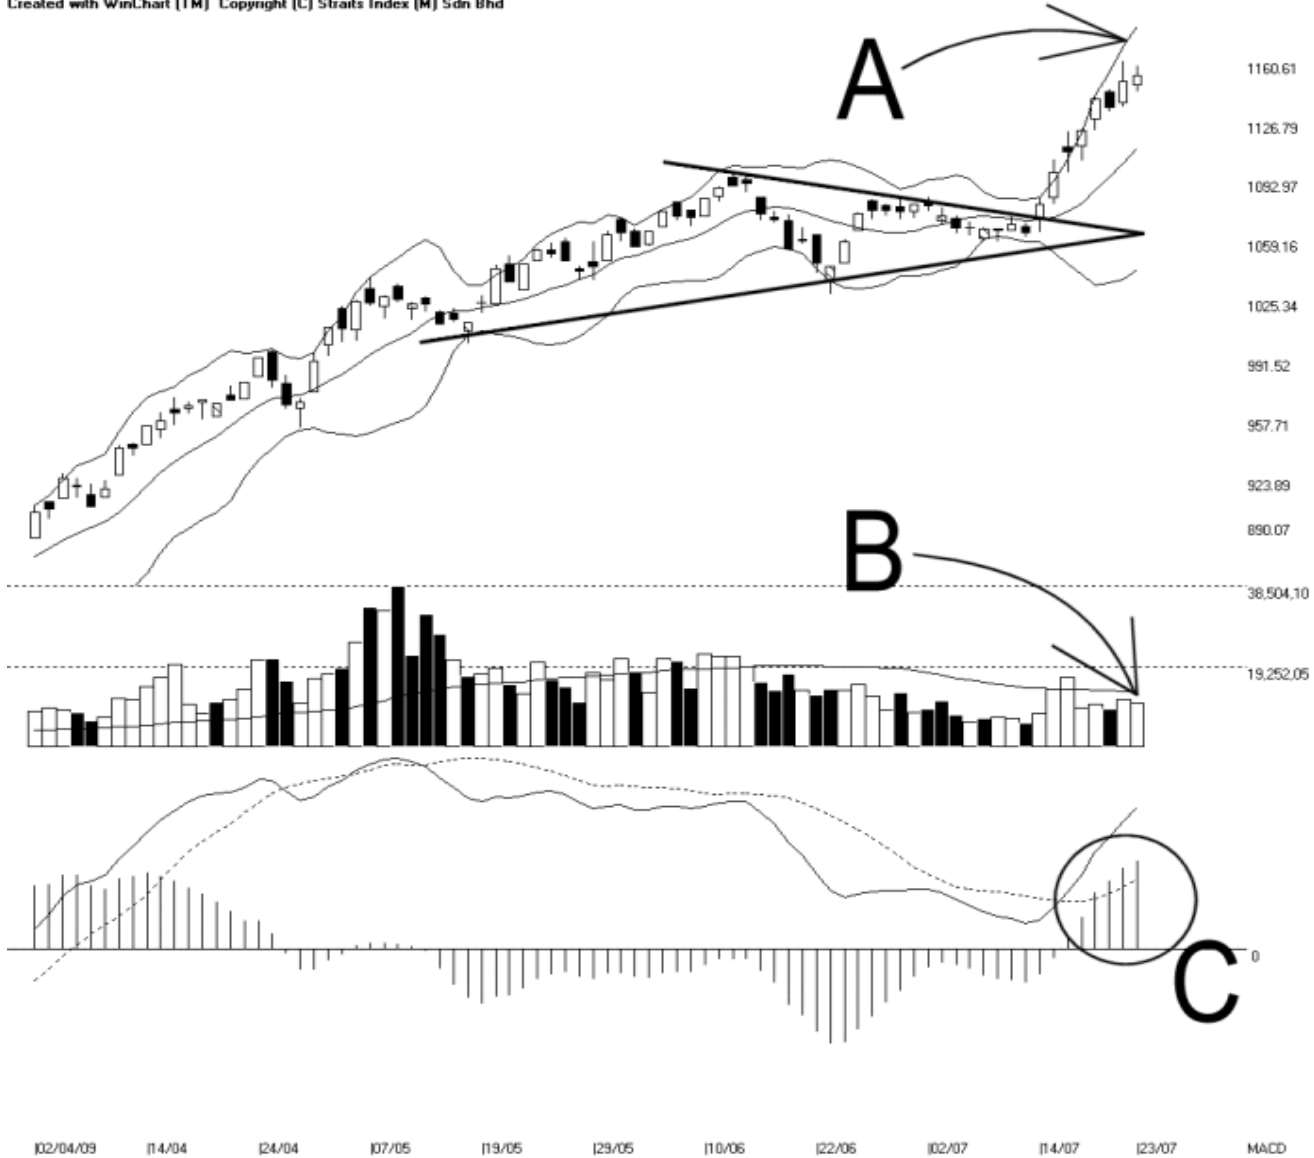 Created with WinChart (TM) Copyright (C) Straits Index (M) Sdn Bhd
A
1160.61
1126.79
1092.97
1059.16
1025.34
991.52
957.71
923.89
890.07
B
38,504,10
19,252,05
C
0
02/04/09 14/04 24/04 07/05 19/05 29/05 10/06 22/06 02/07 14/07 23/07 MACD